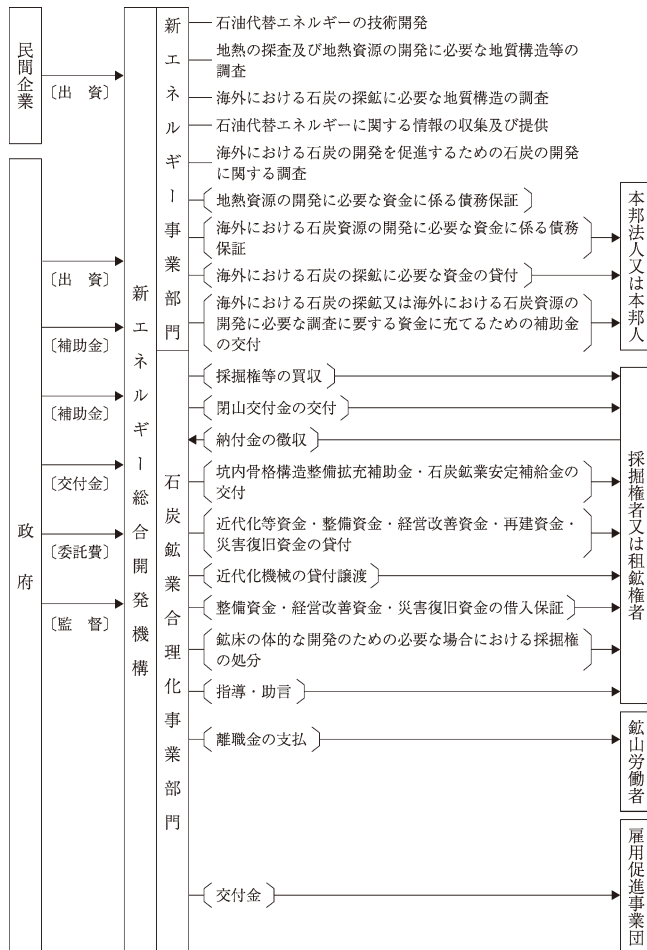 民間企業
〔出　資〕
政府
〔出　資〕
〔補助金〕
〔補助金〕
〔交付金〕
〔委託費〕
〔監　督〕
新エネルギー総合開発機構
新エネルギー事業部門
石油代替エネルギーの技術開発
地熱の探査及び地熱資源の開発に必要な地質構造等の
調査
海外における石炭の探鉱に必要な地質構造の調査
石油代替エネルギーに関する情報の収集及び提供
海外における石炭の開発を促進するための石炭の開発
に関する調査
地熱資源の開発に必要な資金に係る債務保証
海外における石炭資源の開発に必要な資金に係る債務
保証
海外における石炭の探鉱に必要な資金の貸付
海外における石炭の探鉱又は海外における石炭資源の
開発に必要な調査に要する資金に充てるための補助金
の交付
本邦法人又は本邦人
石炭鉱業合理化事業部門
採掘権等の買収
閉山交付金の交付
納付金の徴収
坑内骨格構造整備拡充補助金・石炭鉱業安定補給金の
交付
近代化等資金・整備資金・経営改善資金・再建資金・
災害復旧資金の貸付
近代化機械の貸付譲渡
整備資金・経営改善資金・災害復旧資金の借入保証
鉱床の体的な開発のための必要な場合における採掘権
の処分
指導・助言
採掘権者又は租鉱権者
離職金の支払
鉱山労働者
交付金
雇用促進事業団